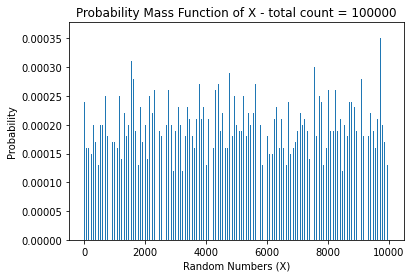 Probability Mass Function of X - total count = 100000
0.00035
0.00030
0.00025
0.00020
0.00015
0.00010
0.00005
0.00000
Probability
0 2000 4000 6000 8000 10000
Random Numbers (X)